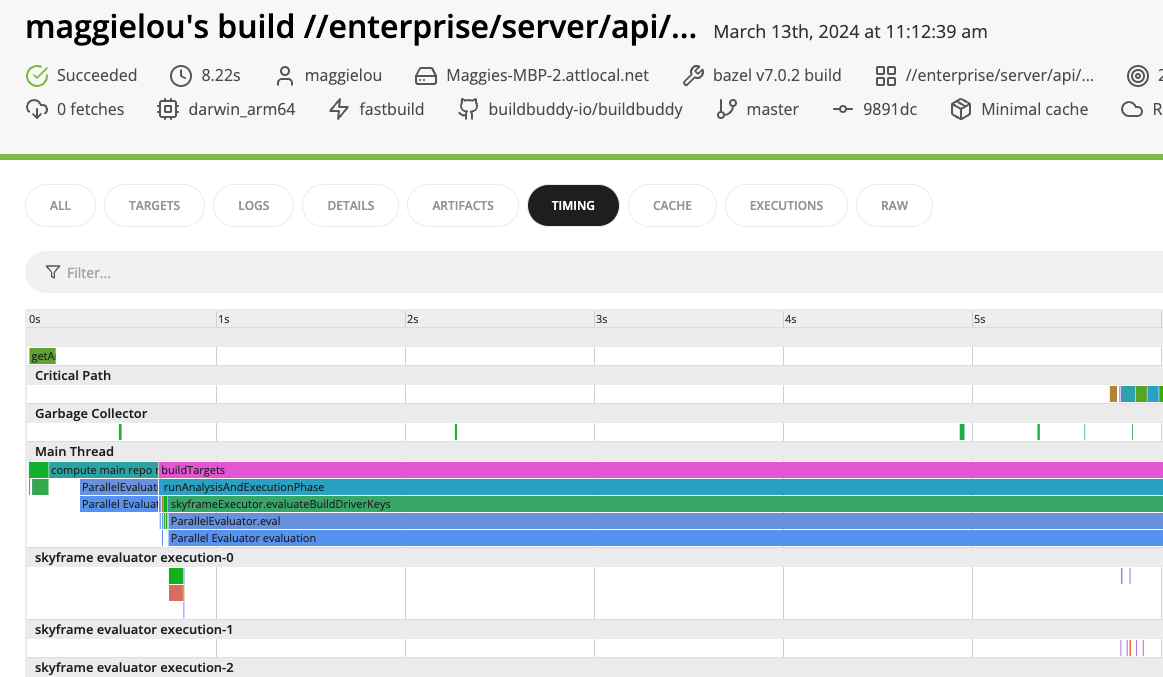 maggielou's build //enterprise/server/api/... March 13th, 2024 at 11:12:39 am
Succeeded 8.22s maggielou Maggies-MBP-2.attlocal.net bazel v7.0.2 build //enterprise/server/api/...
0 fetches darwin_arm64 fastbuild buildbuddy-io/buildbuddy master 9891dc Minimal cache
ALL TARGETS LOGS DETAILS ARTIFACTS TIMING CACHE EXECUTIONS RAW
Filter...
0s 1s 2s 3s 4s 5s
getA
Critical Path
Garbage Collector
Main Thread
compute main repo buildTargets
ParallelEvaluat runAnalysisAndExecutionPhase
Parallel Evaluat skyframeExecutor.evaluateBuildDriverKeys
ParallelEvaluator.eval
Parallel Evaluator evaluation
skyframe evaluator execution-0
skyframe evaluator execution-1
skyframe evaluator execution-2